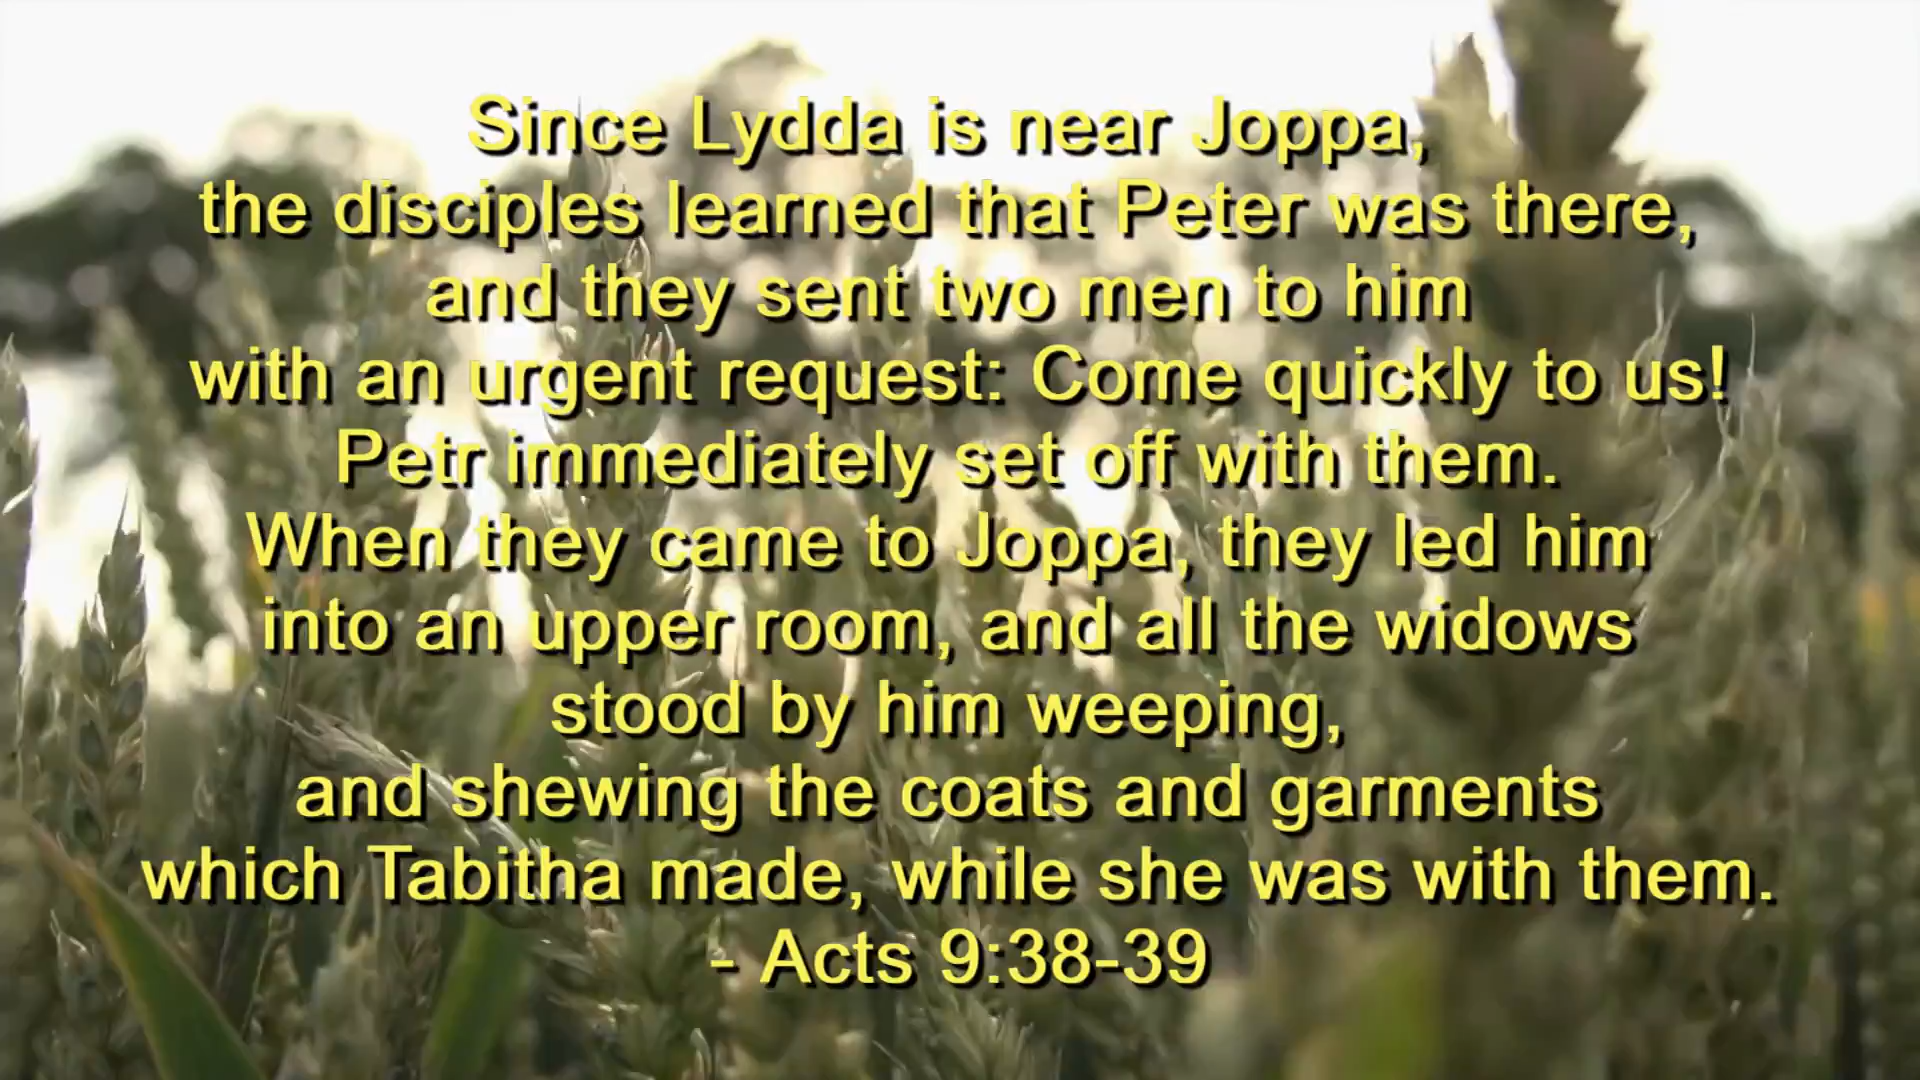 Since Lydda is near Joppa,
the disciples learned that Peter was there,
and they sent two men to him
with an urgent request: Come quickly to us!
Petr immediately set off with them.
When they came to Joppa, they led him
into an upper room, and all the widows
stood by him weeping,
and shewing the coats and garments
which Tabitha made, while she was with them.
- Acts 9:38-39